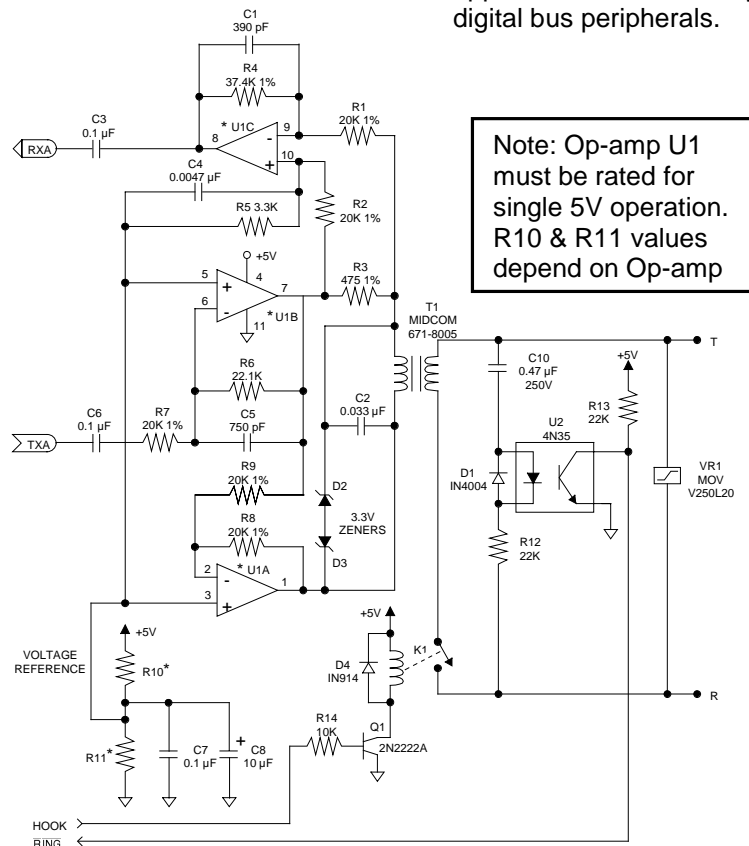 digital bus peripherals.
C1
390 pF
R4
37.4K 1%
C3
0.1 µF
* U1C
R1
20K 1%
RXA
8
9
10
-
+
C4
0.0047 µF
R5 3.3K
R2
20K 1%
Note: Op-amp U1
must be rated for
single 5V operation.
R10 & R11 values
depend on Op-amp
+5V
5
6
4
7
11
+
-
* U1B
R3
475 1%
T1
MIDCOM
671-8005
T
R6
22.1K
C5
750 pF
C2
0.033 µF
C10
0.47 µF
250V
+5V
R13
22K
U2
4N35
C6
0.1 µF
R7
20K 1%
TXA
D1
IN4004
VR1
MOV
V250L20
R9
20K 1%
R8
20K 1%
D2
3.3V
ZENERS
D3
R12
22K
* U1A
2
3
1
-
+
+5V
VOLTAGE
REFERENCE
R10*
+5V
D4
IN914
K1
R
R11*
C7
0.1 µF
+
C8
10 µF
R14
10K
Q1
2N2222A
HOOK
RING